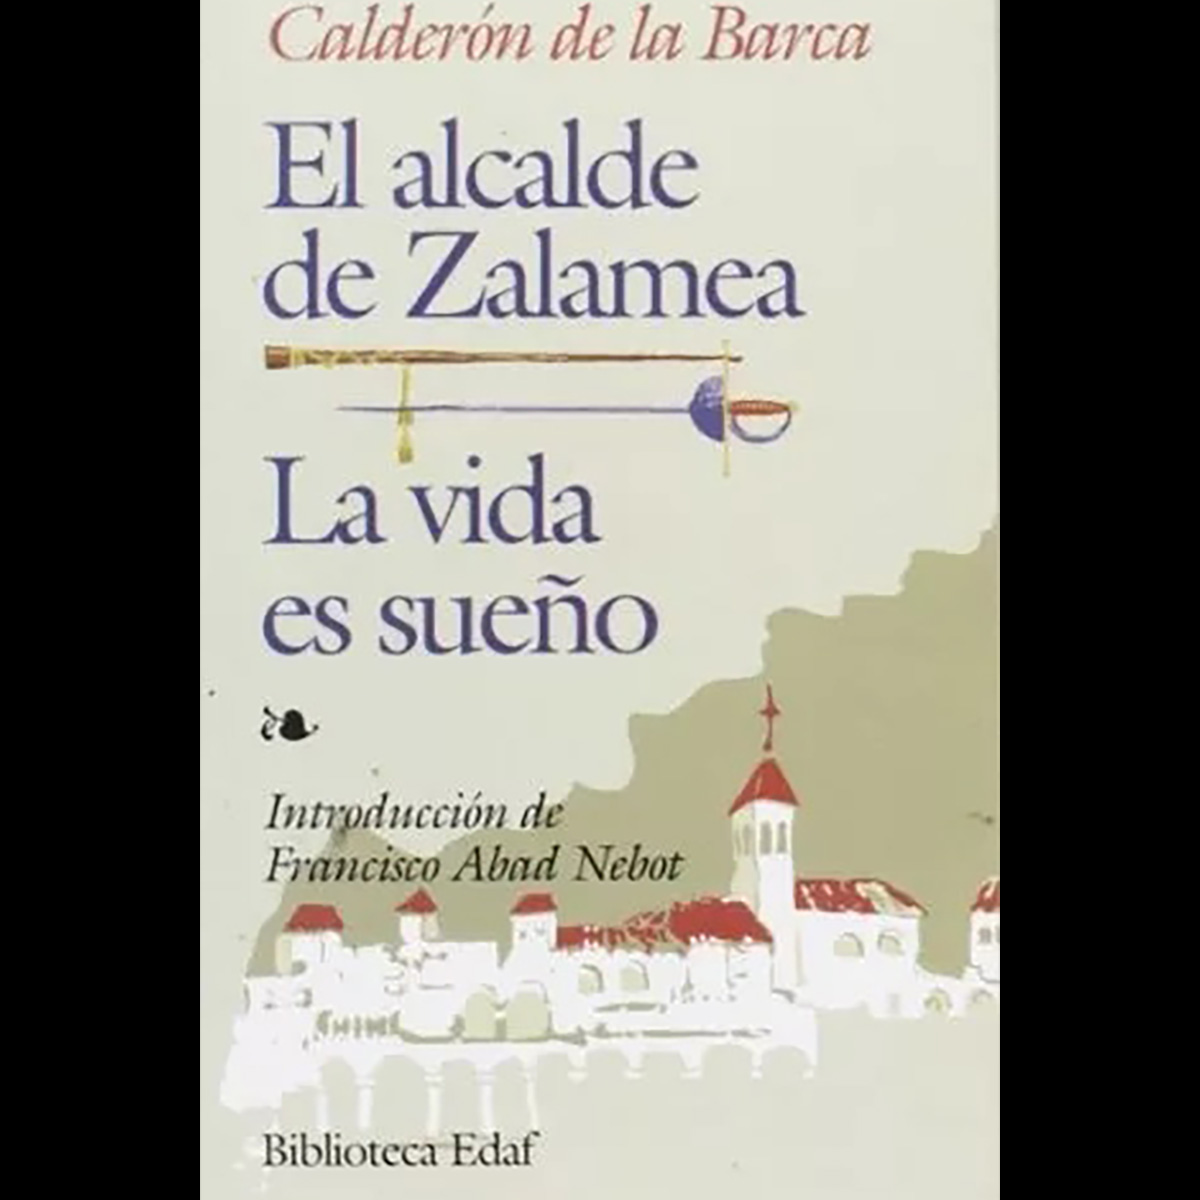 Calderón de la Barca
El alcalde
de Zalamea
La vida
es sueño
Introducción de
Francisco Abad Nebot
Biblioteca Edaf